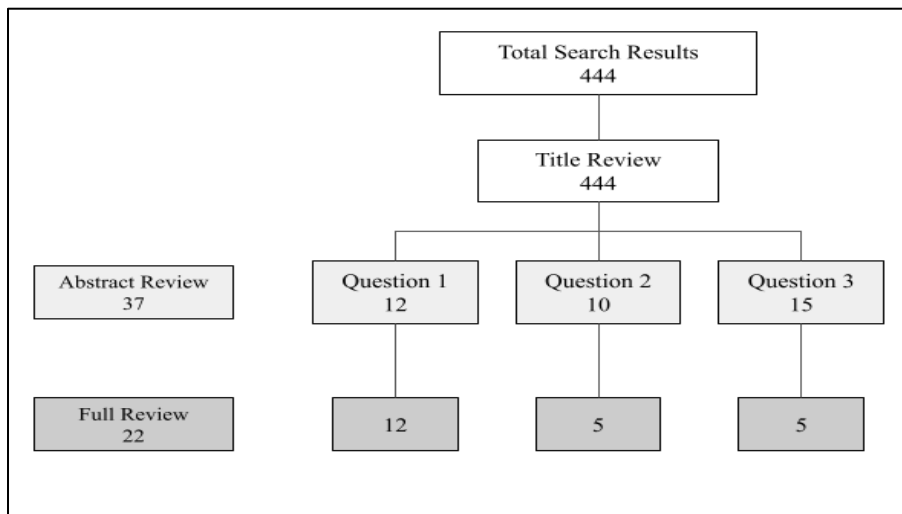 Total Search Results
444
Title Review
444
Abstract Review
37
Question 1
12
Question 2
10
Question 3
15
Full Review
22
12
5
5